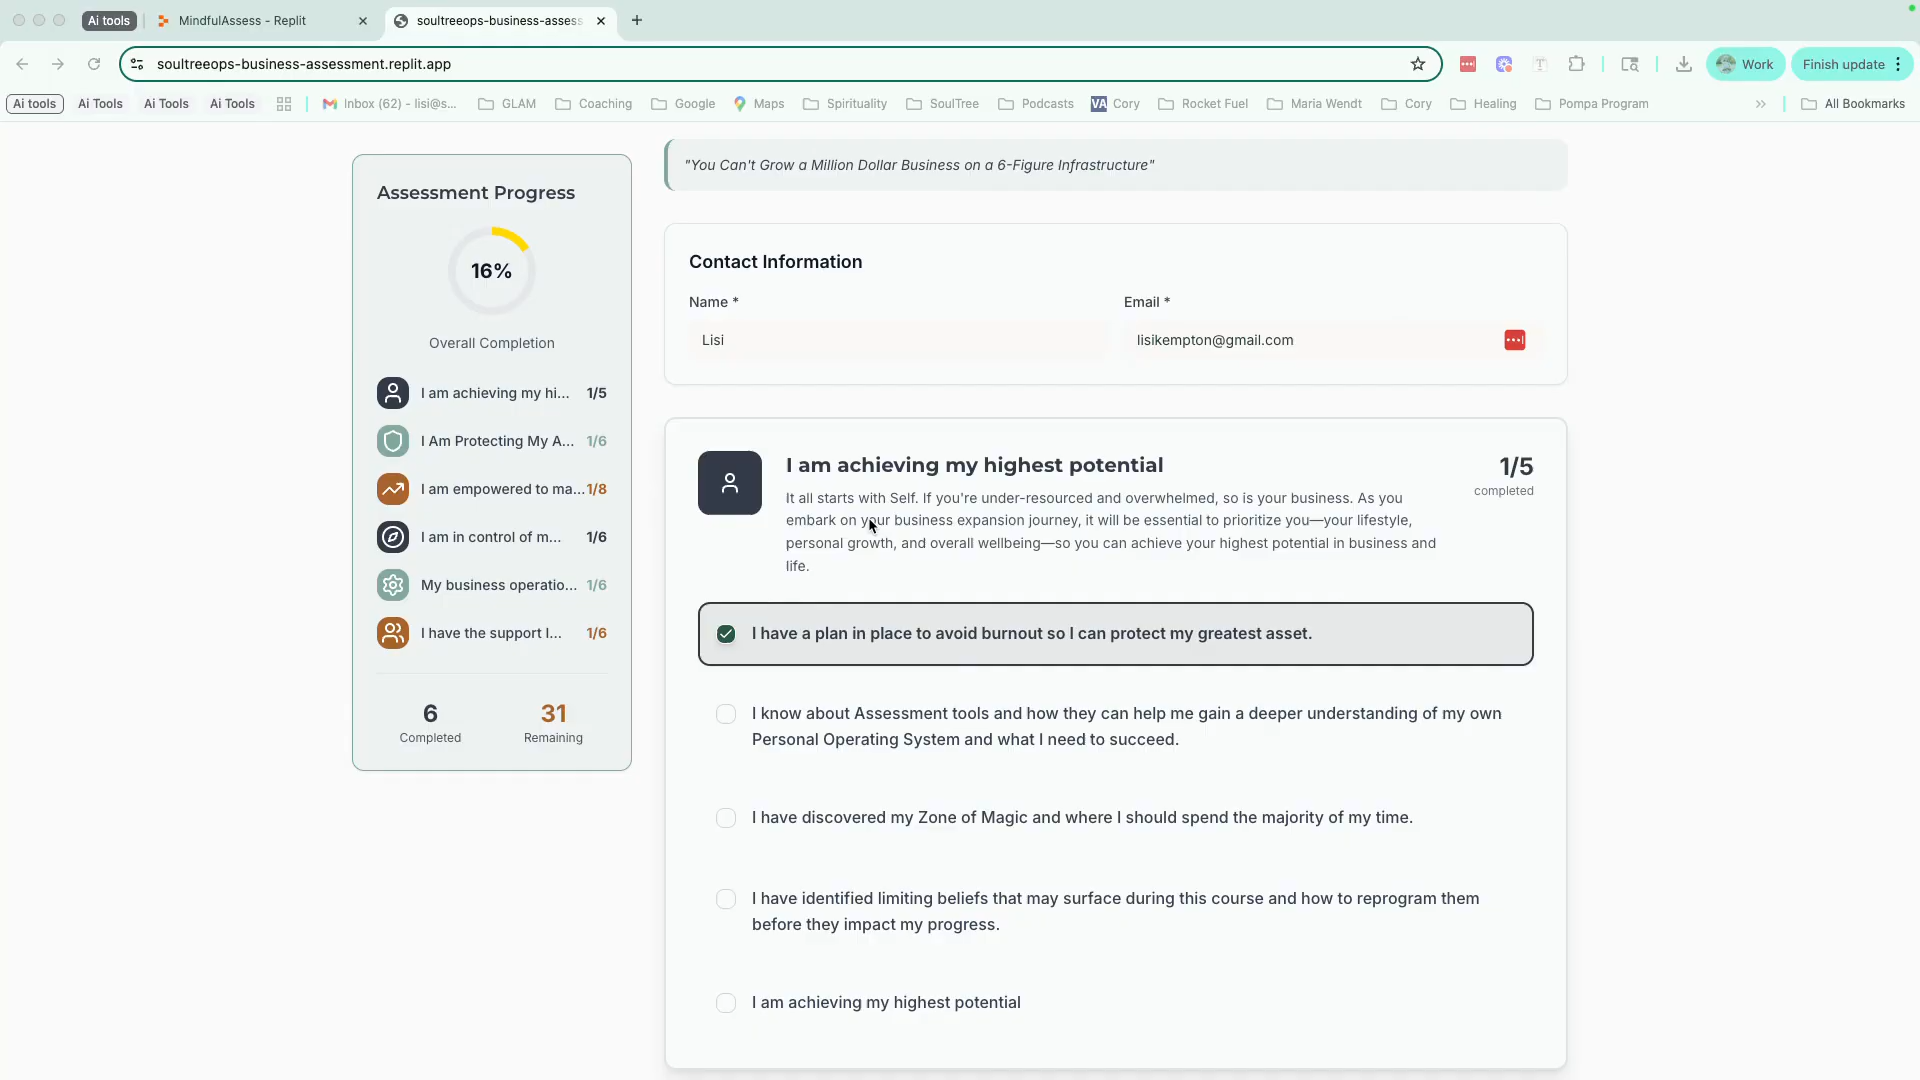 Ai tools
MindfulAssess - Replit
soultreeops-business-assess
soultreeops-business-assessment.replit.app
Work
Finish update
Ai tools
Ai Tools
Ai Tools
Ai Tools
Inbox (62) - lisi@s...
GLAM
Coaching
Google
Maps
Spirituality
SoulTree
Podcasts
VA Cory
Rocket Fuel
Maria Wendt
Cory
Healing
Pompa Program
All Bookmarks
Assessment Progress
16%
Overall Completion
I am achieving my hi... 1/5
I Am Protecting My A... 1/6
I am empowered to ma... 1/8
I am in control of m... 1/6
My business operatio... 1/6
I have the support I... 1/6
6 31
Completed Remaining
"You Can't Grow a Million Dollar Business on a 6-Figure Infrastructure"
Contact Information
Name * Email *
Lisi lisikempton@gmail.com
I am achieving my highest potential
1/5
completed
It all starts with Self. If you're under-resourced and overwhelmed, so is your business. As you
embark on your business expansion journey, it will be essential to prioritize you—your lifestyle,
personal growth, and overall wellbeing—so you can achieve your highest potential in business and
life.
I have a plan in place to avoid burnout so I can protect my greatest asset.
I know about Assessment tools and how they can help me gain a deeper understanding of my own
Personal Operating System and what I need to succeed.
I have discovered my Zone of Magic and where I should spend the majority of my time.
I have identified limiting beliefs that may surface during this course and how to reprogram them
before they impact my progress.
I am achieving my highest potential